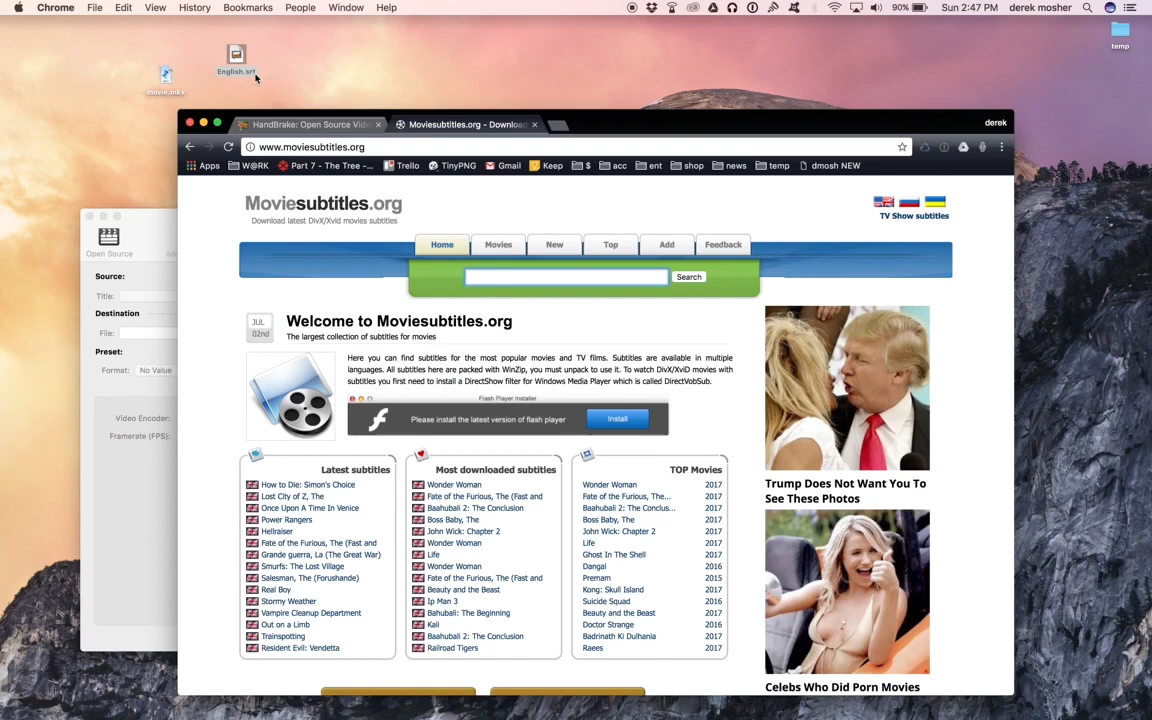 Chrome File Edit View History Bookmarks People Window Help
90% Sun 2:47 PM derek mosher
temp
English.srt
movie.mkv
HandBrake: Open Source Vid
Moviesubtitles.org - Download
derek
www.moviesubtitles.org
Apps W@RK Part 7 - The Tree -... Trello TinyPNG Gmail Keep $ acc ent shop news temp dmosh NEW
Open Source
Source:
Title:
Destination
File:
Preset:
Format: No Value
Video Encoder:
Framerate (FPS):
Moviesubtitles.org
Download latest DivX/Xvid movies subtitles
TV Show subtitles
Home Movies New Top Add Feedback
Search
JUL
02nd
Welcome to Moviesubtitles.org
The largest collection of subtitles for movies
Here you can find subtitles for the most popular movies and TV films. Subtitles are available in multiple
languages. All subtitles here are packed with WinZip, you must unpack to use it. To watch DivX/XviD movies with
subtitles you first need to install a DirectShow filter for Windows Media Player which is called DirectVobSub.
Flash Player Installer
Please install the latest version of flash player
Install
Latest subtitles
How to Die: Simon's Choice
Lost City of Z, The
Once Upon A Time In Venice
Power Rangers
Hellraiser
Fate of the Furious, The (Fast and
Grande guerra, La (The Great War)
Smurfs: The Lost Village
Salesman, The (Forushande)
Real Boy
Stormy Weather
Vampire Cleanup Department
Out on a Limb
Trainspotting
Resident Evil: Vendetta
Most downloaded subtitles
Wonder Woman
Fate of the Furious, The (Fast and
Baahubali 2: The Conclusion
Boss Baby, The
John Wick: Chapter 2
Wonder Woman
Life
Wonder Woman
Fate of the Furious, The (Fast and
Beauty and the Beast
Ip Man 3
Bahubali: The Beginning
Kali
Baahubali 2: The Conclusion
Railroad Tigers
TOP Movies
Wonder Woman 2017
Fate of the Furious, The... 2017
Baahubali 2: The Conclus... 2017
Boss Baby, The 2017
John Wick: Chapter 2 2017
Life 2017
Ghost In The Shell 2017
Dangal 2016
Premam 2015
Kong: Skull Island 2017
Suicide Squad 2016
Beauty and the Beast 2017
Doctor Strange 2016
Badrinath Ki Dulhania 2017
Raees 2017
Trump Does Not Want You To
See These Photos
Celebs Who Did Porn Movies